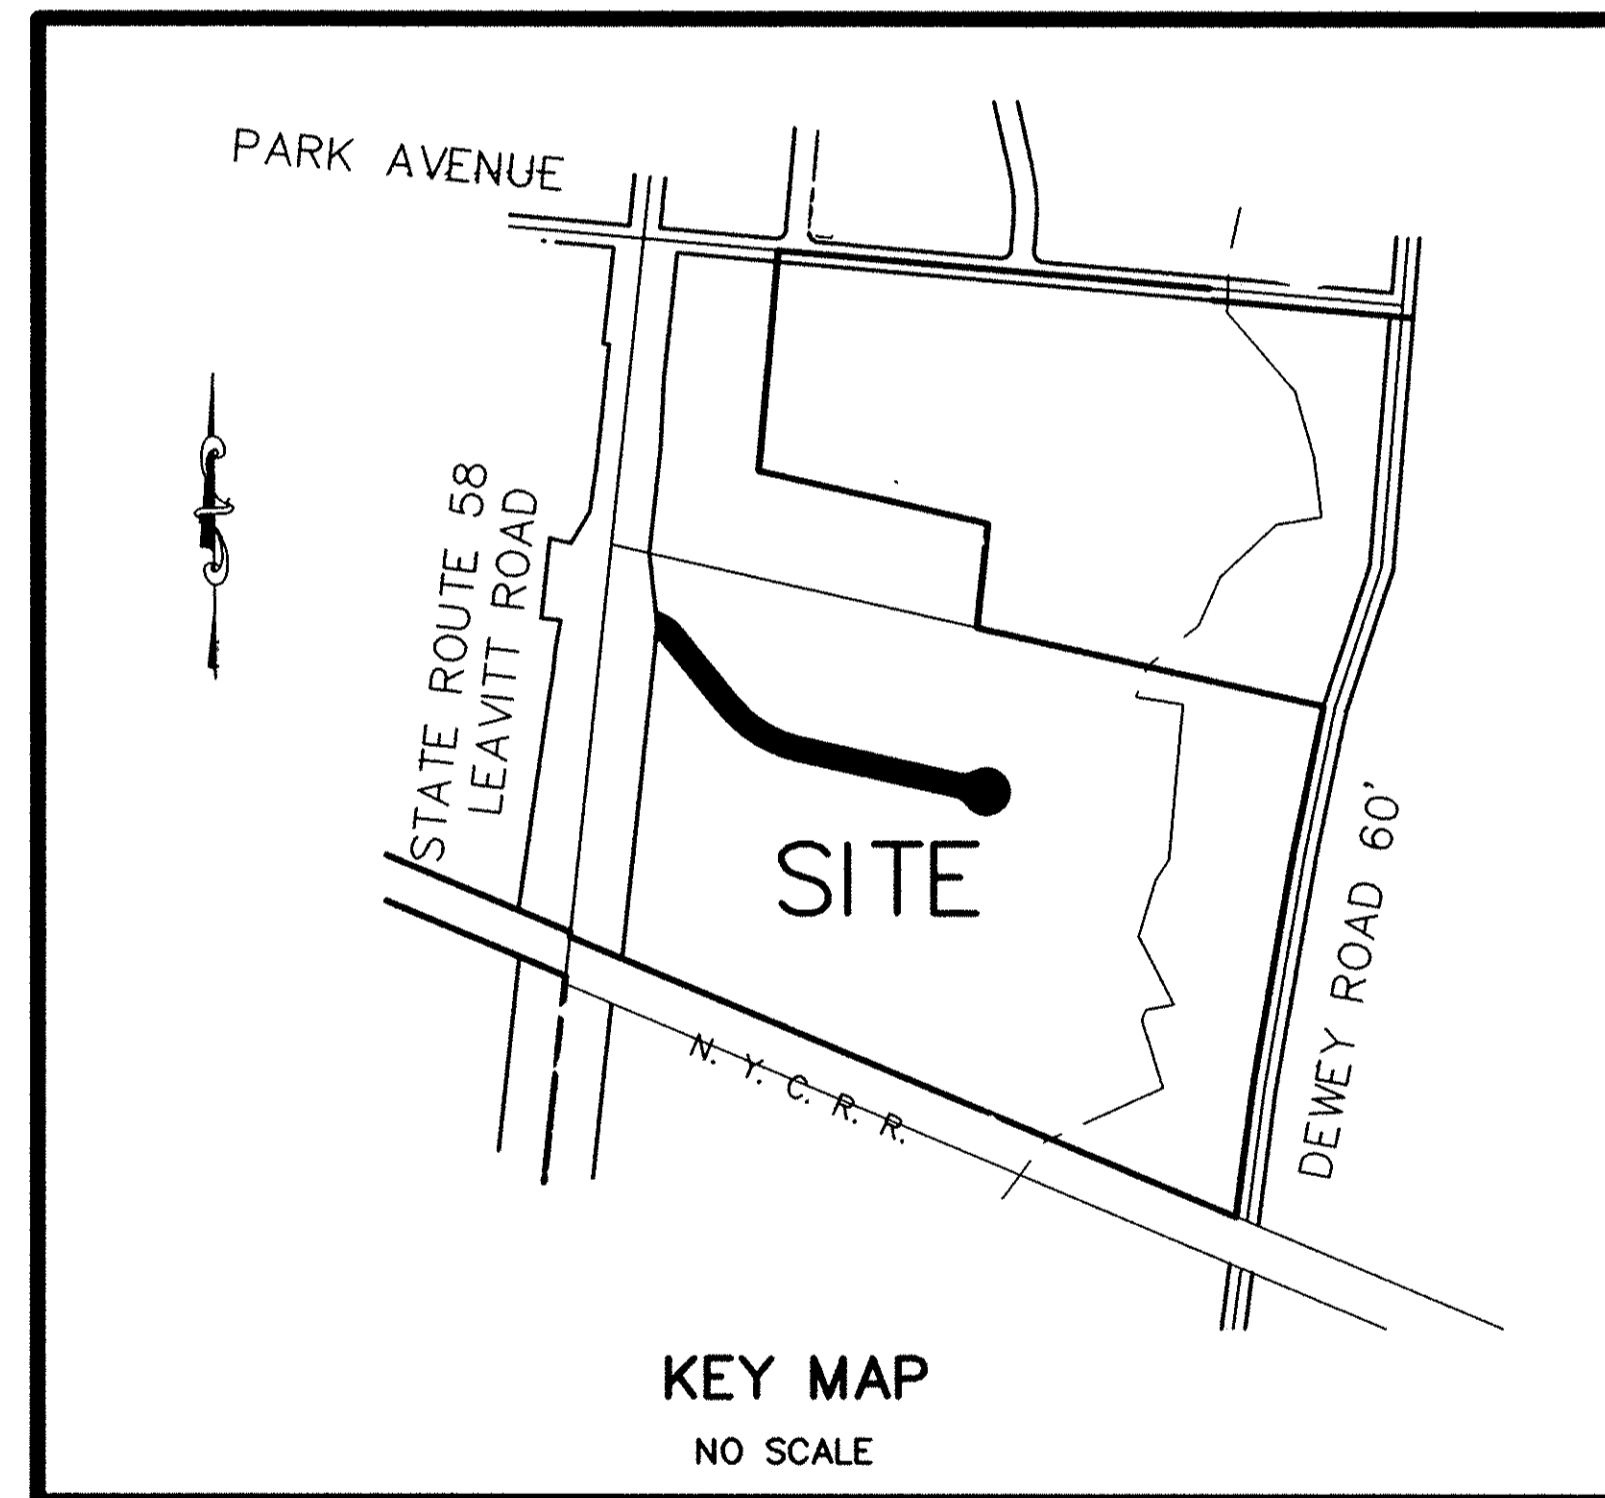 PARK AVENUE
STATE ROUTE 58
LEAVITT ROAD
SITE
DEWEY ROAD 60'
N. Y. C. R. R.
KEY MAP
NO SCALE